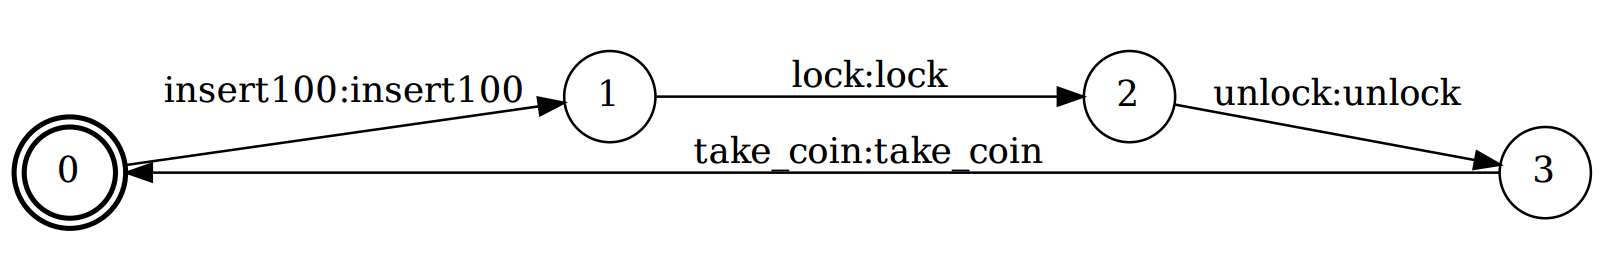 insert100:insert100
lock:lock
unlock:unlock
take_coin:take_coin
0
1
2
3